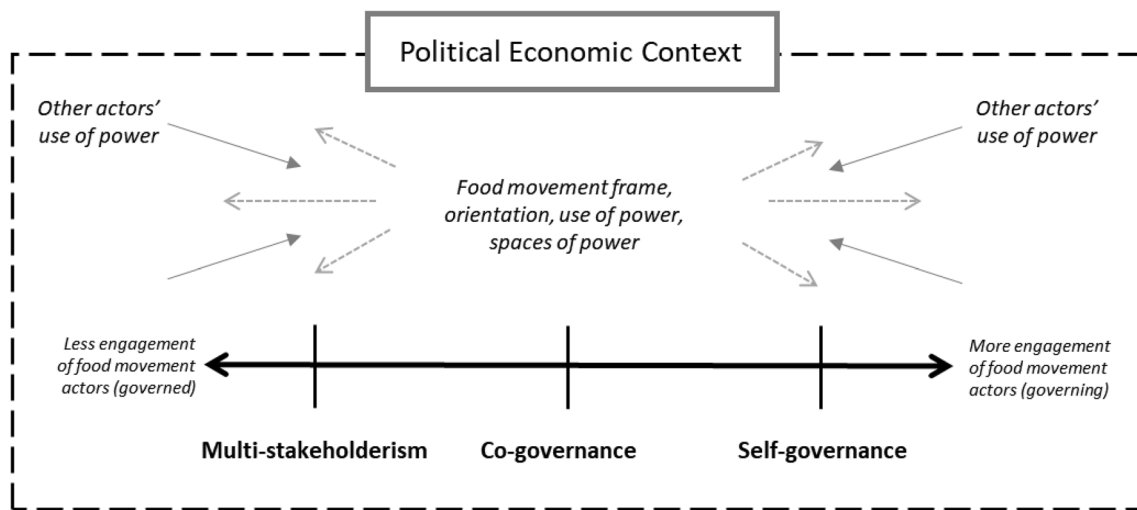 Political Economic Context
Other actors’
use of power
Other actors’
use of power
Food movement frame,
orientation, use of power,
spaces of power
Less engagement
of food movement
actors (governed)
More engagement
of food movement
actors (governing)
Multi-stakeholderism
Co-governance
Self-governance